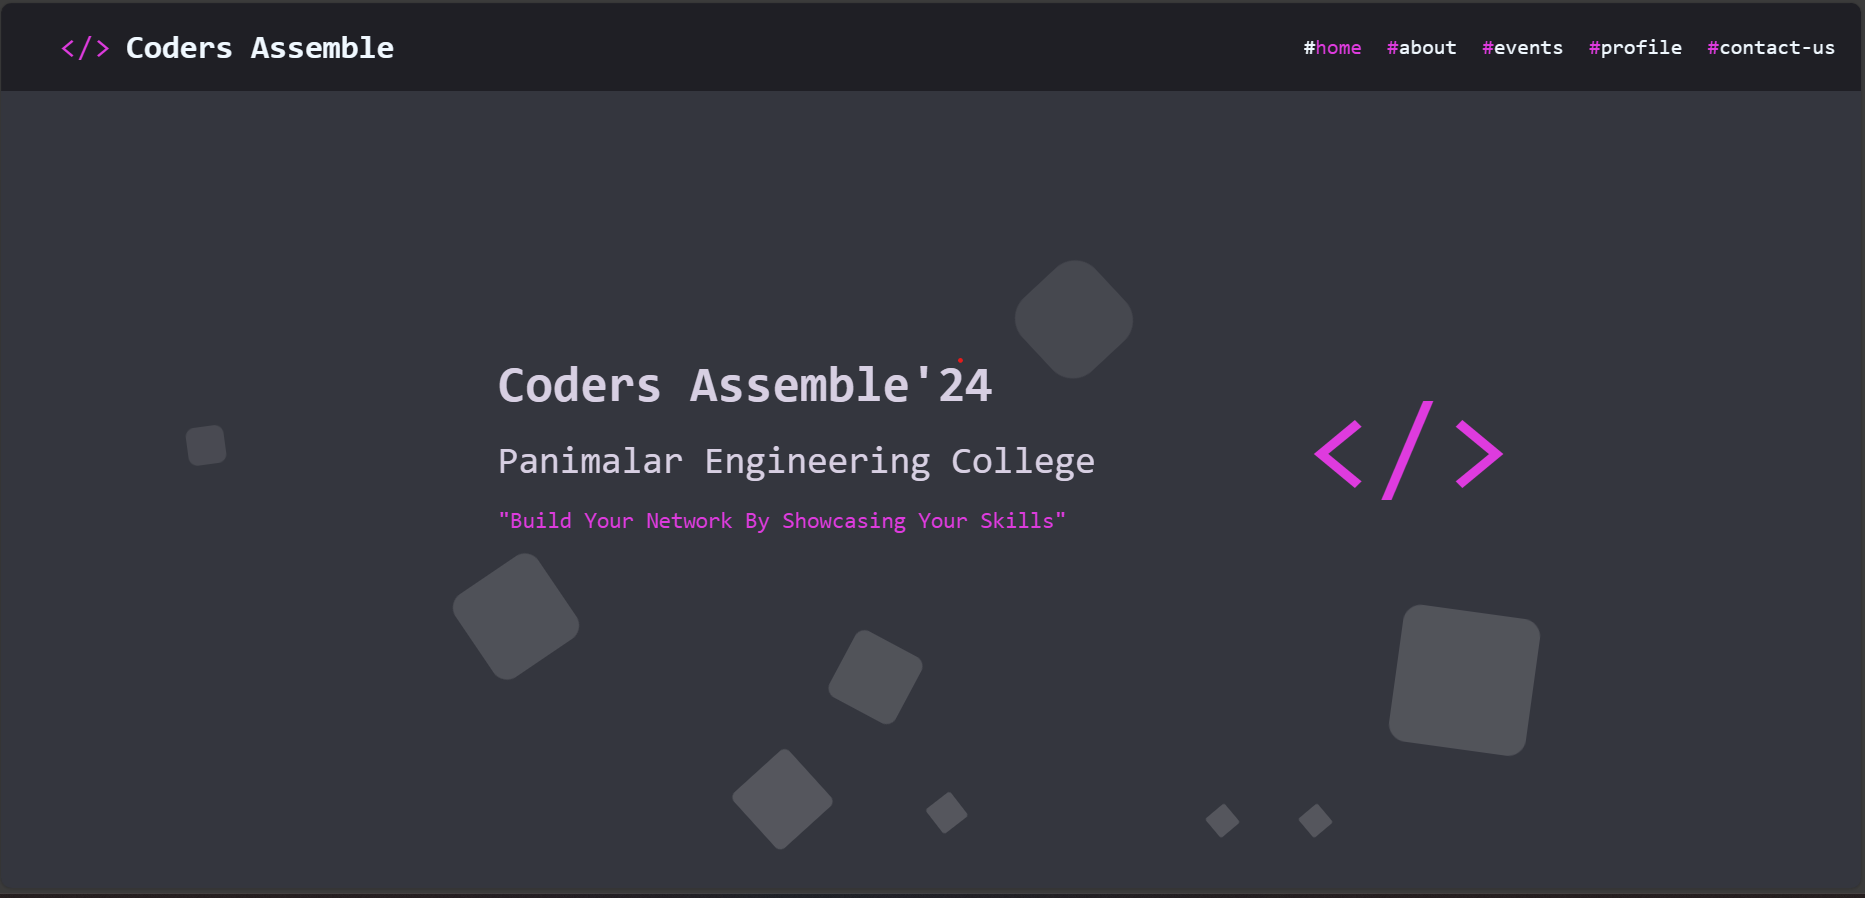 </> Coders Assemble
#home #about #events #profile #contact-us
Coders Assemble'24
Panimalar Engineering College
"Build Your Network By Showcasing Your Skills"
</>